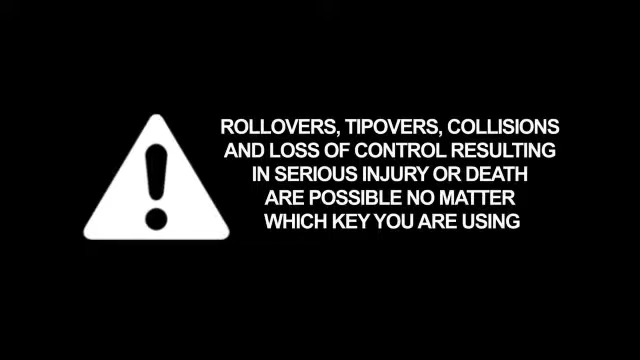 ROLLOVERS, TIPOVERS, COLLISIONS
AND LOSS OF CONTROL RESULTING
IN SERIOUS INJURY OR DEATH
ARE POSSIBLE NO MATTER
WHICH KEY YOU ARE USING